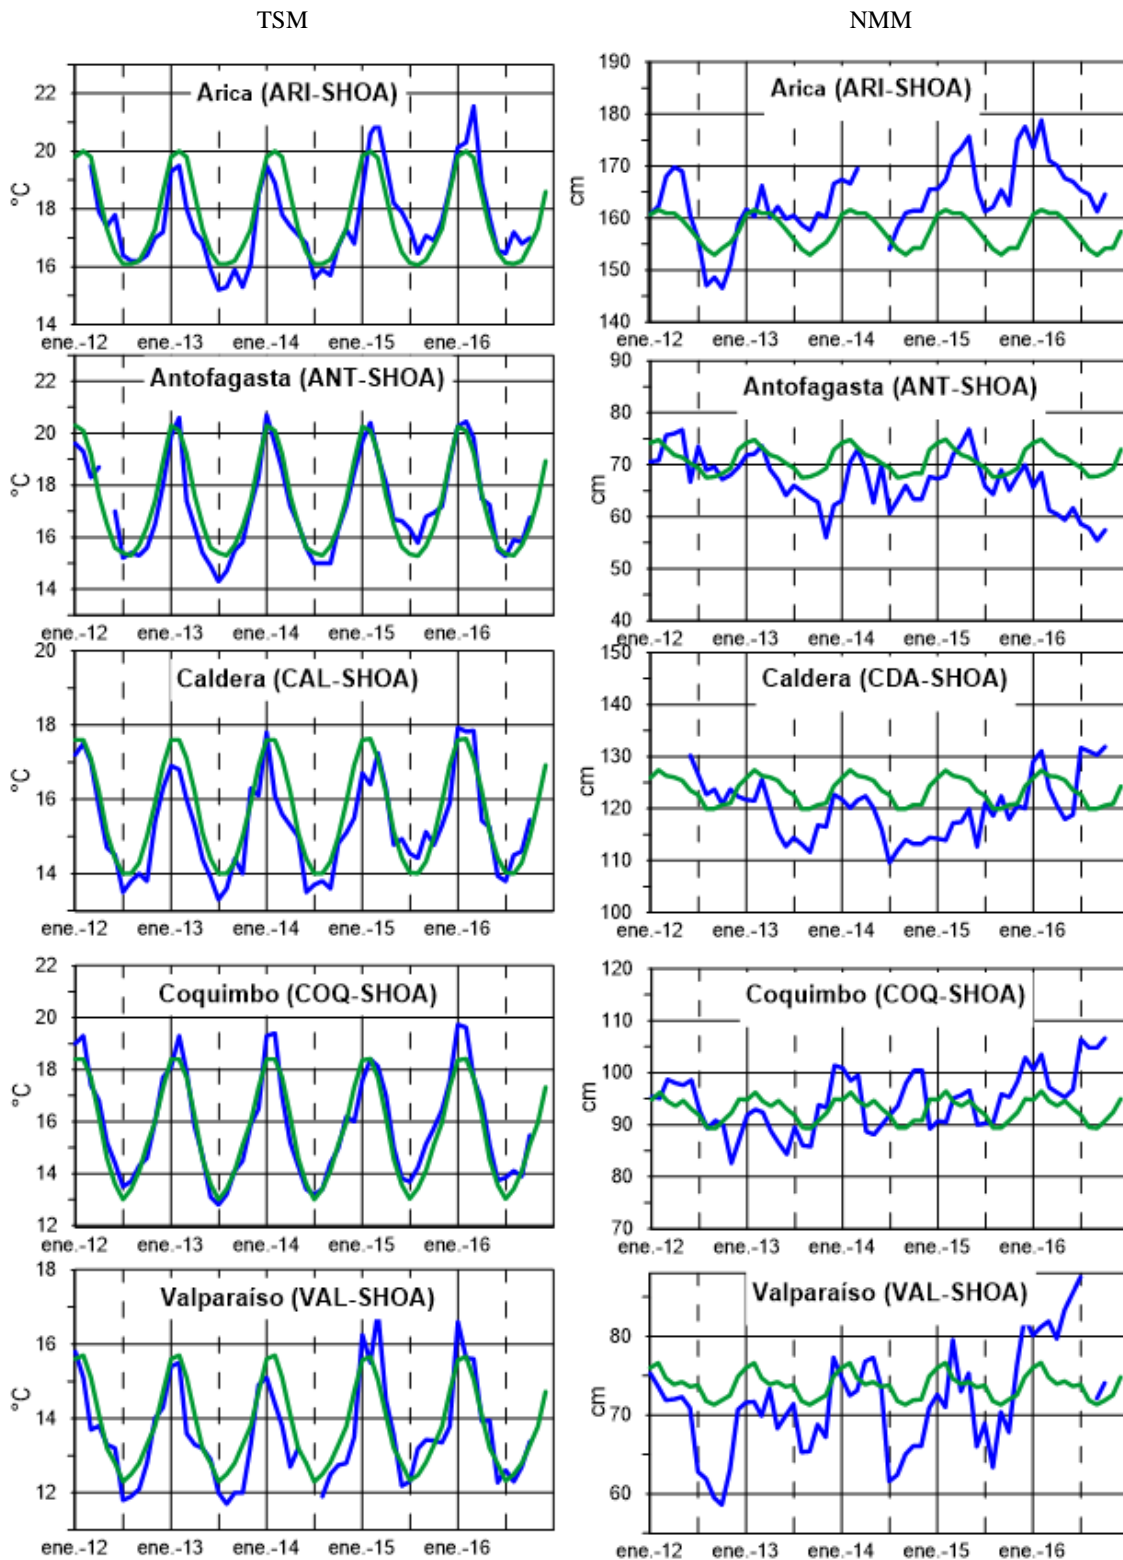 TSM
NMM
Arica (ARI-SHOA)
°C
22
20
18
16
14
ene.-12 ene.-13 ene.-14 ene.-15 ene.-16
Arica (ARI-SHOA)
cm
190
180
170
160
150
140
ene.-12 ene.-13 ene.-14 ene.-15 ene.-16
Antofagasta (ANT-SHOA)
°C
22
20
18
16
14
ene.-12 ene.-13 ene.-14 ene.-15 ene.-16
Antofagasta (ANT-SHOA)
cm
90
80
70
60
50
40
ene.-12 ene.-13 ene.-14 ene.-15 ene.-16
Caldera (CAL-SHOA)
°C
20
18
16
14
ene.-12 ene.-13 ene.-14 ene.-15 ene.-16
Caldera (CDA-SHOA)
cm
150
140
130
120
110
100
ene.-12 ene.-13 ene.-14 ene.-15 ene.-16
Coquimbo (COQ-SHOA)
°C
22
20
18
16
14
12
ene.-12 ene.-13 ene.-14 ene.-15 ene.-16
Coquimbo (COQ-SHOA)
cm
120
110
100
90
80
70
ene.-12 ene.-13 ene.-14 ene.-15 ene.-16
Valparaíso (VAL-SHOA)
°C
18
16
14
12
ene.-12 ene.-13 ene.-14 ene.-15 ene.-16
Valparaíso (VAL-SHOA)
cm
80
70
60
ene.-12 ene.-13 ene.-14 ene.-15 ene.-16